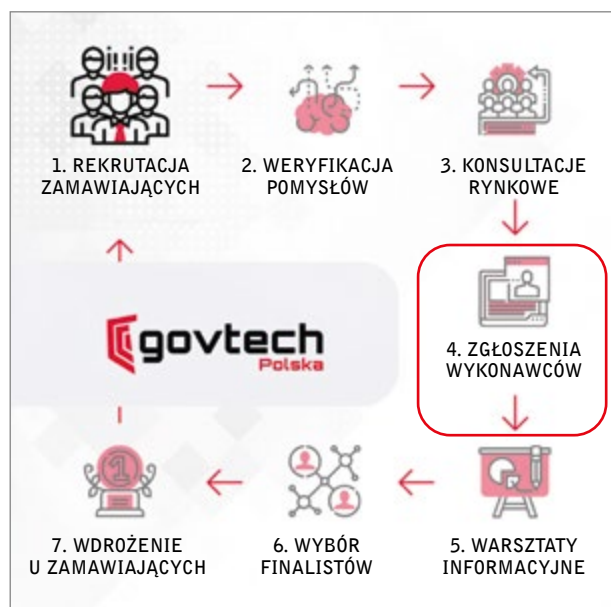 1. REKRUTACJA
ZAMAWIAJĄCYCH
2. WERYFIKACJA
POMYSŁÓW
3. KONSULTACJE
RYNKOWE
govtech
Polska
4. ZGŁOSZENIA
WYKONAWCÓW
7. WDROŻENIE
U ZAMAWIAJĄCYCH
6. WYBÓR
FINALISTÓW
5. WARSZTATY
INFORMACYJNE
1